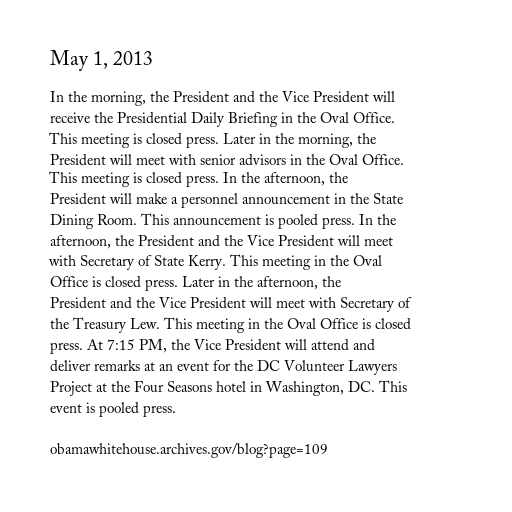 May 1, 2013
In the morning, the President and the Vice President will
receive the Presidential Daily Briefing in the Oval Office.
This meeting is closed press. Later in the morning, the
President will meet with senior advisors in the Oval Office.
This meeting is closed press. In the afternoon, the
President will make a personnel announcement in the State
Dining Room. This announcement is pooled press. In the
afternoon, the President and the Vice President will meet
with Secretary of State Kerry. This meeting in the Oval
Office is closed press. Later in the afternoon, the
President and the Vice President will meet with Secretary of
the Treasury Lew. This meeting in the Oval Office is closed
press. At 7:15 PM, the Vice President will attend and
deliver remarks at an event for the DC Volunteer Lawyers
Project at the Four Seasons hotel in Washington, DC. This
event is pooled press.
obamawhitehouse.archives.gov/blog?page=109